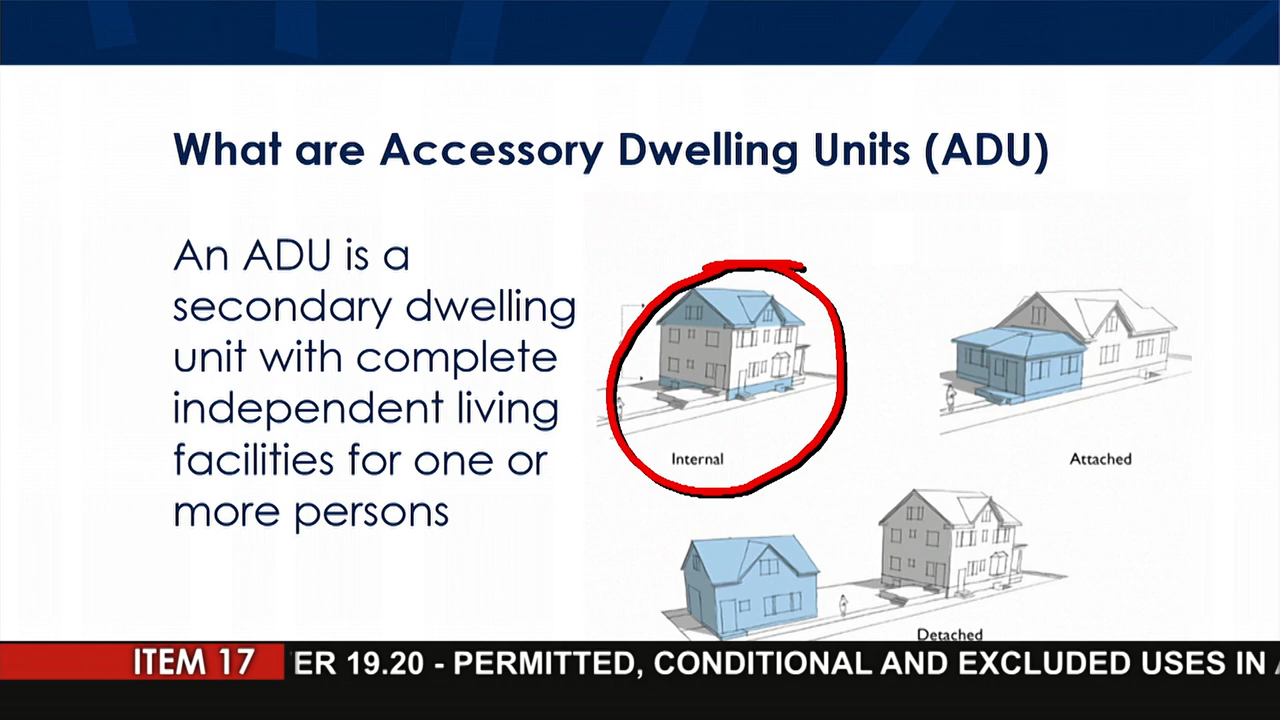 What are Accessory Dwelling Units (ADU)
An ADU is a
secondary dwelling
unit with complete
independent living
facilities for one or
more persons
Internal
Attached
Detached
ITEM 17
ER 19.20 - PERMITTED, CONDITIONAL AND EXCLUDED USES IN